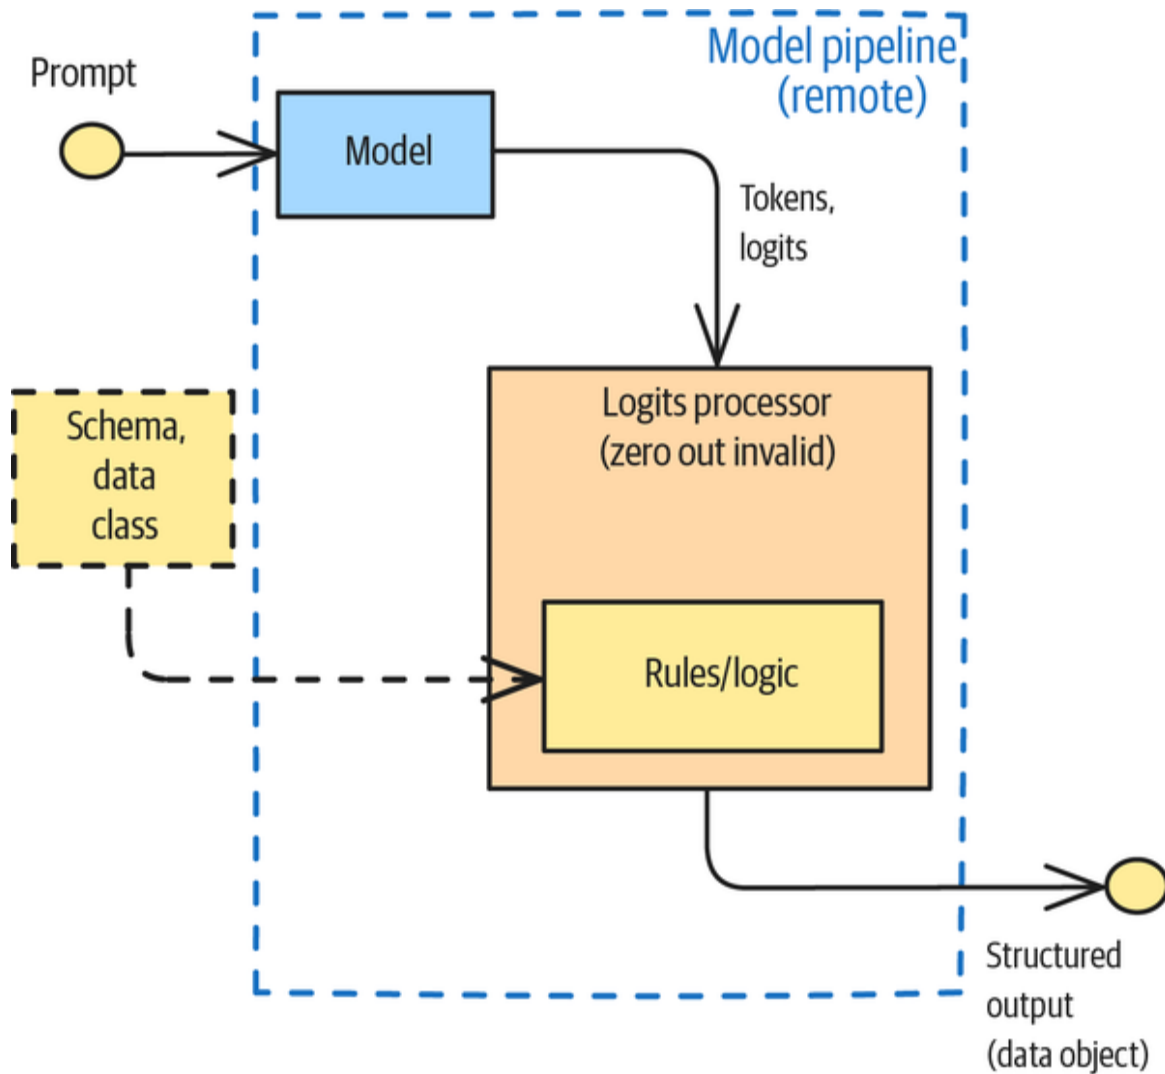 Model pipeline
(remote)
Prompt
Model
Tokens,
logits
Logits processor
(zero out invalid)
Schema,
data
class
Rules/logic
Structured
output
(data object)